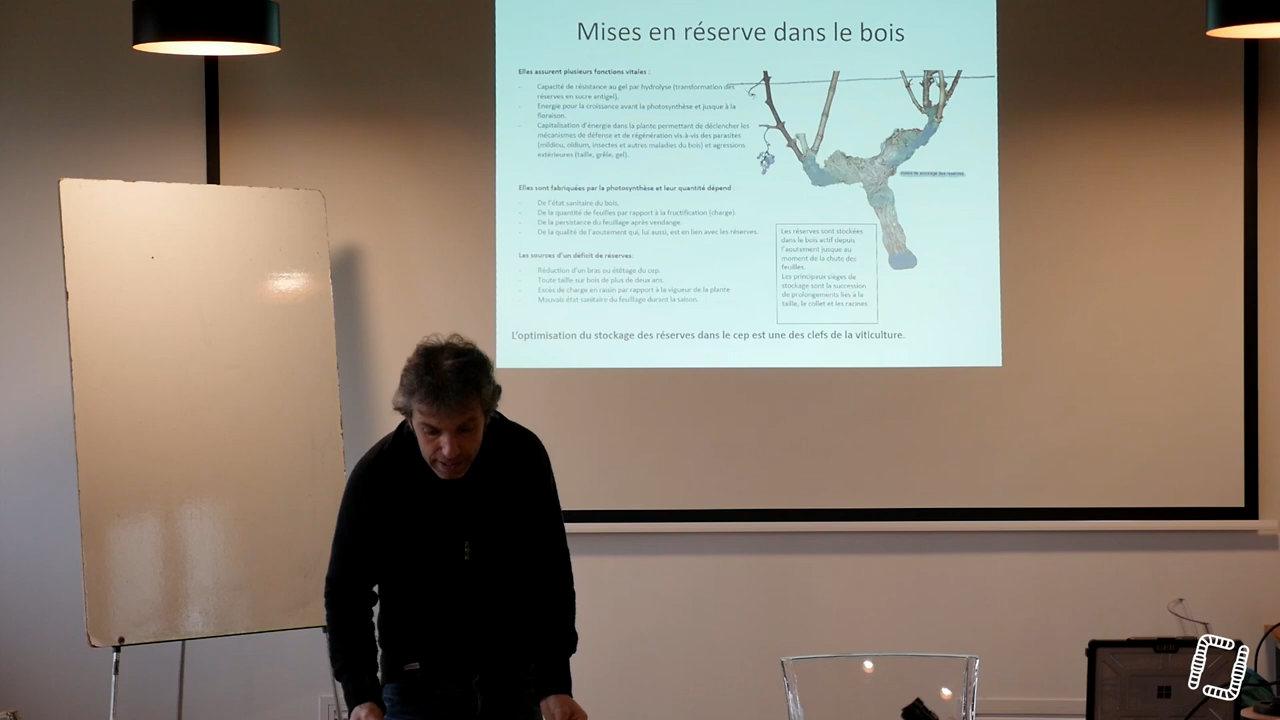 Mises en réserve dans le bois
Elles assurent plusieurs fonctions vitales :
- Capacité de résistance au gel par hydrolyse (transformation des
réserves en sucre antigel).
- Energie pour la croissance avant la photosynthèse et jusque à la
floraison.
- Capitalisation d'énergie dans la plante permettant de déclencher les
mécanismes de défense et de régénération vis-à-vis des parasites
(mildiou, oïdium, insectes et autres maladies du bois) et agressions
extérieures (taille, grêle, gel).
Elles sont fabriquées par la photosynthèse et leur quantité dépend
- De l'état sanitaire du bois.
- De la quantité de feuilles par rapport à la fructification (charge).
- De la persistance du feuillage après vendange.
- De la qualité de l'aoutement qui, lui aussi, est en lien avec les réserves.
Les sources d'un déficit de réserves:
- Réduction d'un bras ou étêtage du cep.
- Toute taille sur bois de plus de deux ans.
- Excès de charge en raisin par rapport à la vigueur de la plante
- Mauvais état sanitaire du feuillage durant la saison.
zones de stockage des réserves
Les réserves sont stockées
dans le bois actif depuis
l'aoutement jusque au
moment de la chute des
feuilles.
Les principaux sièges de
stockage sont la succession
de prolongements liés à la
taille, le collet et les racines
L'optimisation du stockage des réserves dans le cep est une des clefs de la viticulture.